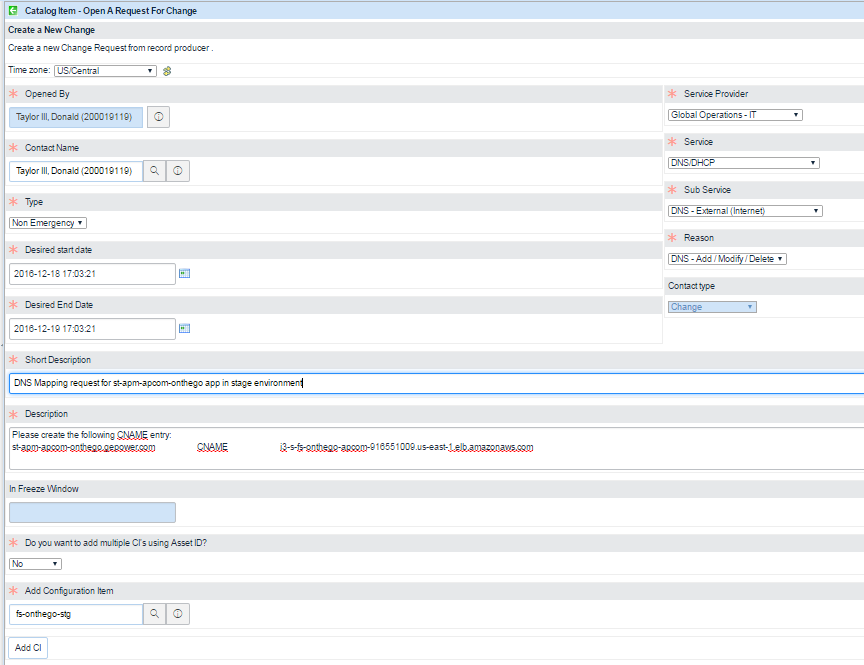 Catalog Item - Open A Request For Change
Create a New Change
Create a new Change Request from record producer .
Time zone: US/Central
Opened By
Taylor III, Donald (200019119)
Contact Name
Taylor III, Donald (200019119)
Type
Non Emergency
Desired start date
2016-12-18 17:03:21
Desired End Date
2016-12-19 17:03:21
Service Provider
Global Operations - IT
Service
DNS/DHCP
Sub Service
DNS - External (Internet)
Reason
DNS - Add / Modify / Delete
Contact type
Change
Short Description
DNS Mapping request for st-apm-apcom-onthego app in stage environment
Description
Please create the following CNAME entry:
st-apm-apcom-onthego.gepower.com CNAME j3-s-fs-onthego-apcom-916551009.us-east-1.elb.amazonaws.com
In Freeze Window
Do you want to add multiple CI's using Asset ID?
No
Add Configuration Item
fs-onthego-stg
Add CI